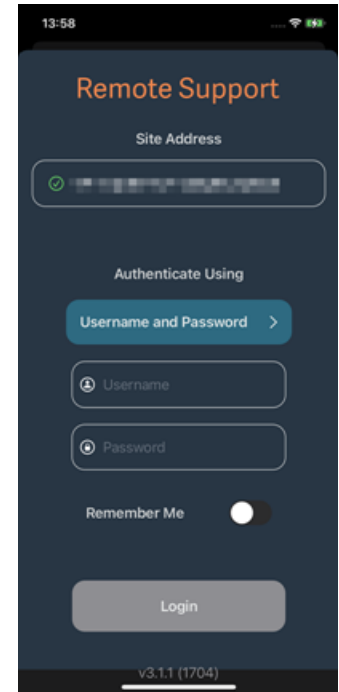 13:58
Remote Support
Site Address
Authenticate Using
Username and Password
Username
Password
Remember Me
Login
v3.1.1 (1704)